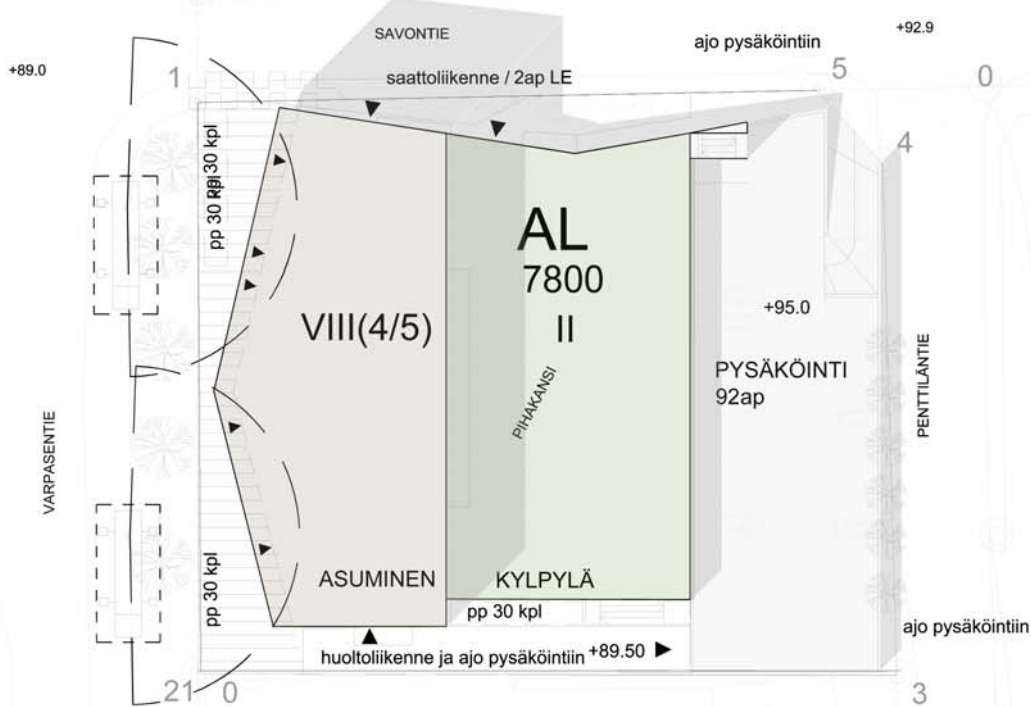 SAVONTIE
ajo pysäköintiin
+92.9
+89.0
1
saattoliikenne / 2ap LE
5
0
4
pp 30 kpl
pp 30 kpl
AL
7800
II
VIII(4/5)
+95.0
PIHAKANSI
PYSÄKÖINTI
92ap
PENTTILÄNTIE
VARPASENTIE
pp 30 kpl
ASUMINEN
KYLPYLÄ
pp 30 kpl
ajo pysäköintiin
huoltoliikenne ja ajo pysäköintiin +89.50
21
0
3